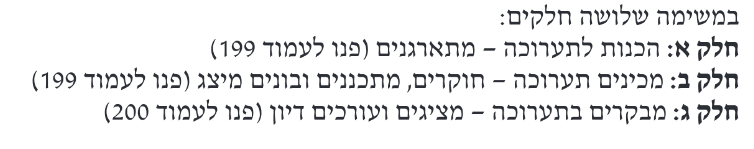 במשימה שלושה חלקים:
חלק א: הכנות לתערוכה – מתארגנים (פנו לעמוד 199)
חלק ב: מכינים תערוכה – חוקרים, מתכננים ובונים מיצג (פנו לעמוד 199)
חלק ג: מבקרים בתערוכה – מציגים ועורכים דיון (פנו לעמוד 200)